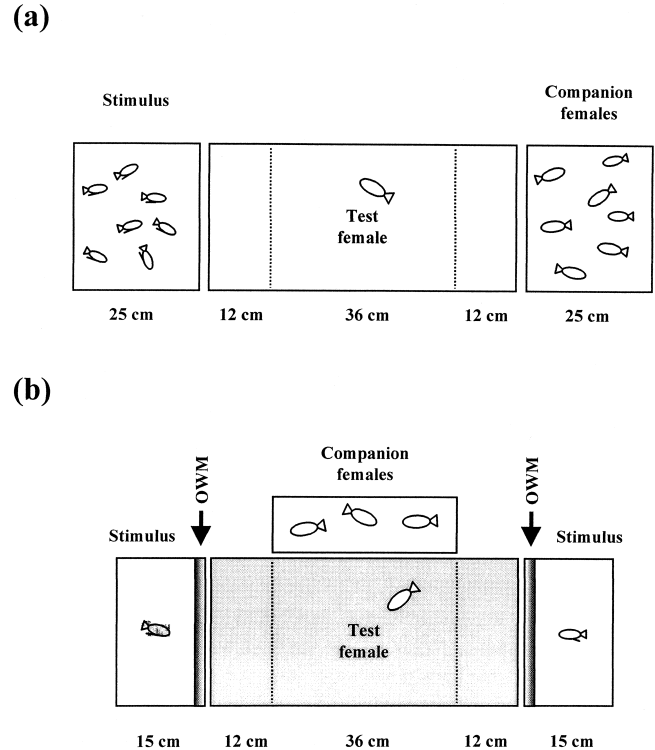 (a)
Stimulus
Companion
females
Test
female
25 cm
12 cm
36 cm
12 cm
25 cm
(b)
Companion
females
OWM
OWM
Stimulus
Stimulus
Test
female
15 cm
12 cm
36 cm
12 cm
15 cm